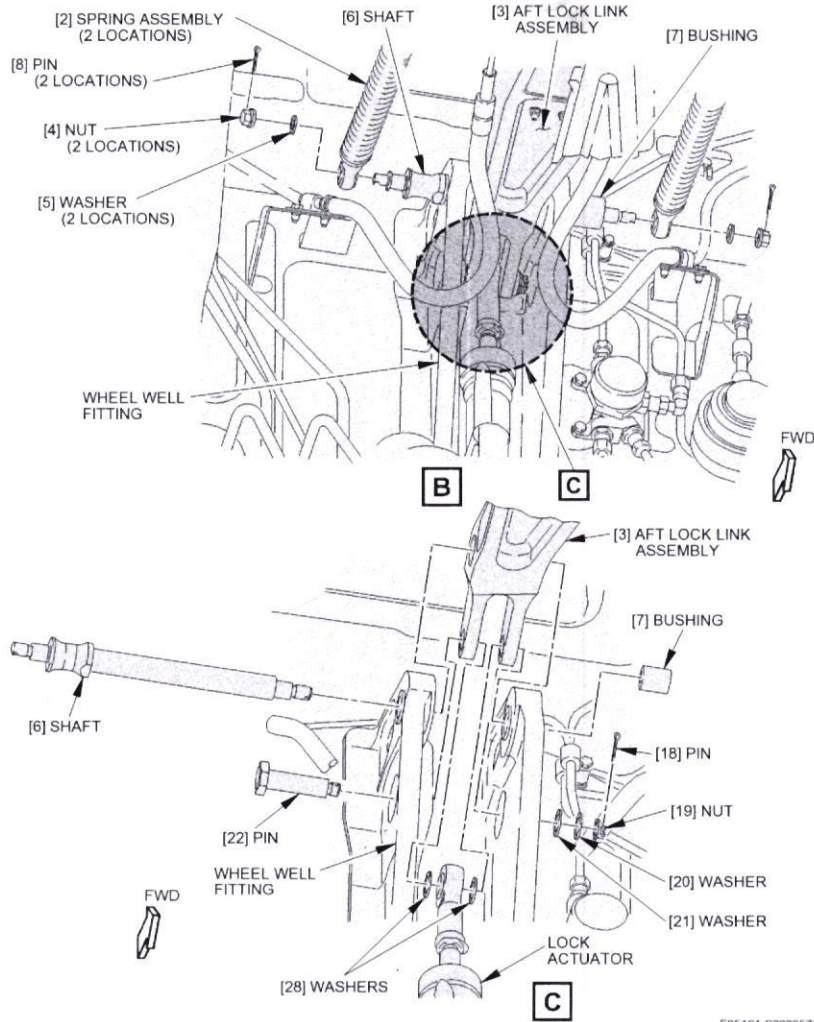 [2] SPRING ASSEMBLY
(2 LOCATIONS)
[6] SHAFT
[3] AFT LOCK LINK
ASSEMBLY
[7] BUSHING
[8] PIN
(2 LOCATIONS)
[4] NUT
(2 LOCATIONS)
[5] WASHER
(2 LOCATIONS)
WHEEL WELL
FITTING
FWD
B
C
[3] AFT LOCK LINK
ASSEMBLY
[7] BUSHING
[6] SHAFT
[18] PIN
[22] PIN
[19] NUT
WHEEL WELL
FITTING
[20] WASHER
FWD
[21] WASHER
LOCK
ACTUATOR
[28] WASHERS
C